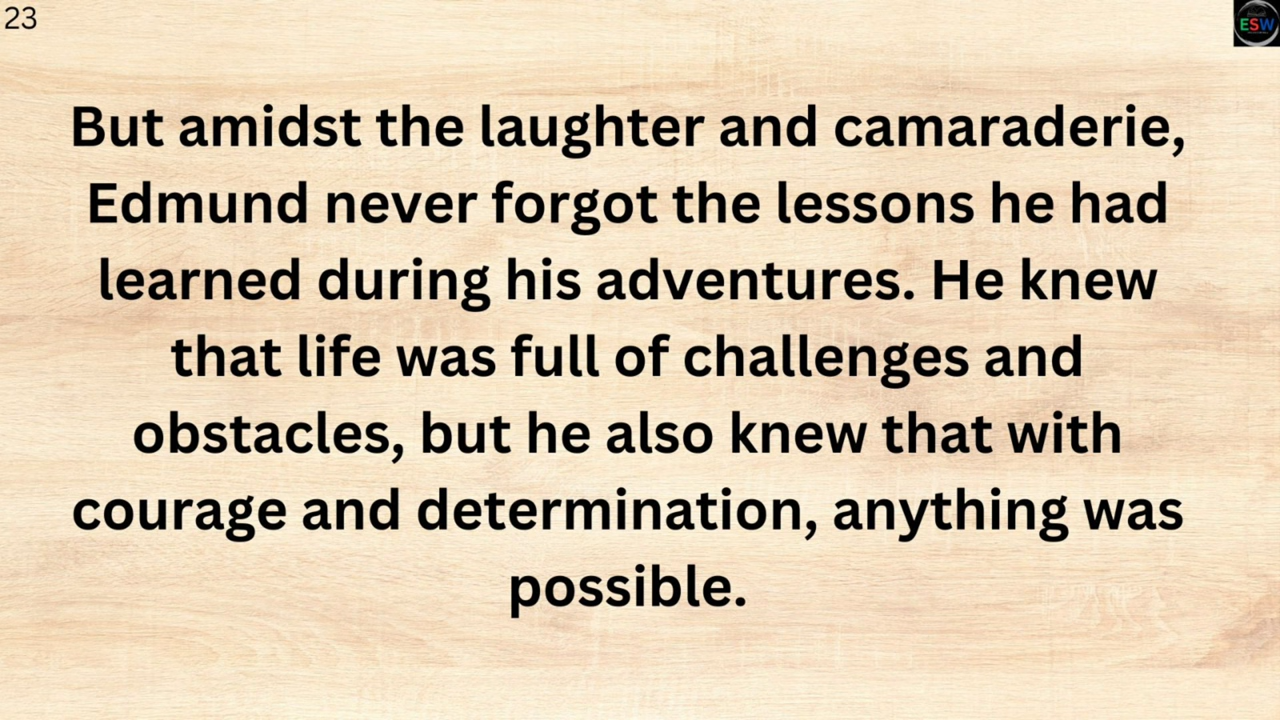 23
ESW
But amidst the laughter and camaraderie,
Edmund never forgot the lessons he had
learned during his adventures. He knew
that life was full of challenges and
obstacles, but he also knew that with
courage and determination, anything was
possible.